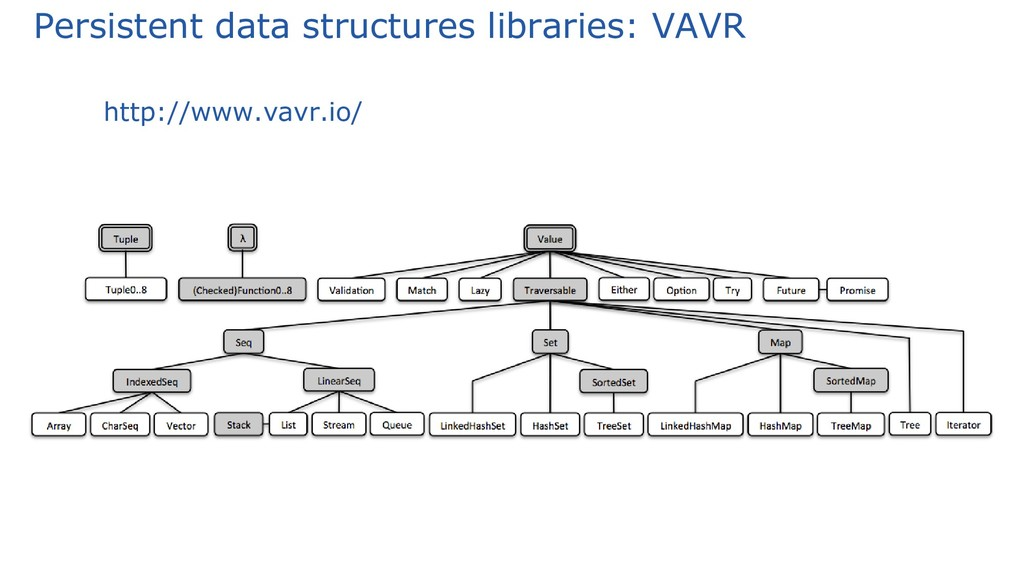 Persistent data structures libraries: VAVR
http://www.vavr.io/
Tuple λ Value
Tuple0..8 (Checked)Function0..8 Validation Match Lazy Traversable Either Option Try Future Promise
Seq Set Map
IndexedSeq LinearSeq SortedSet SortedMap
Array CharSeq Vector Stack List Stream Queue LinkedHashSet HashSet TreeSet LinkedHashMap HashMap TreeMap Tree Iterator